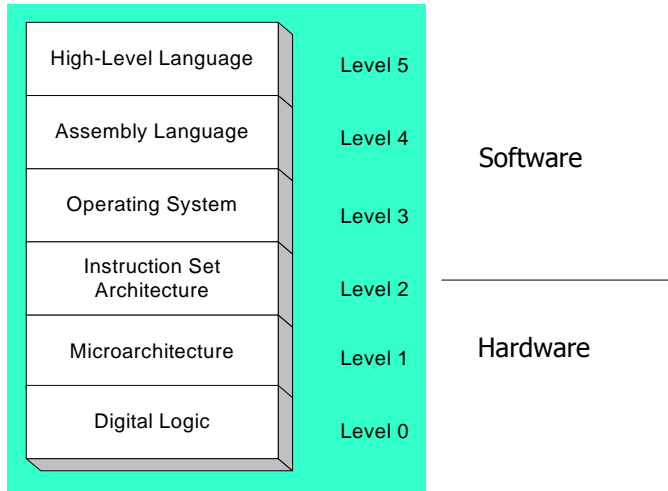 High-Level Language Level 5
Assembly Language Level 4
Software
Operating System Level 3
Instruction Set
Architecture Level 2
Microarchitecture Level 1
Hardware
Digital Logic Level 0